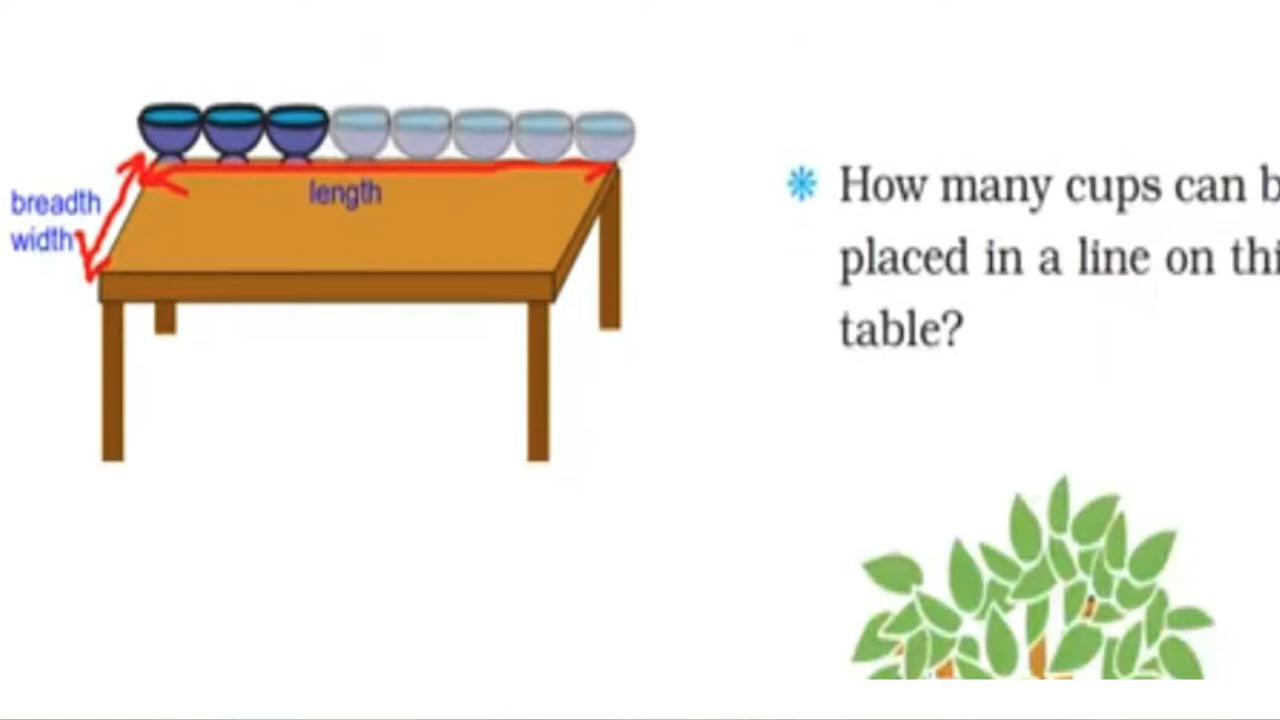 breadth
width
length
How many cups can b
placed in a line on thi
table?